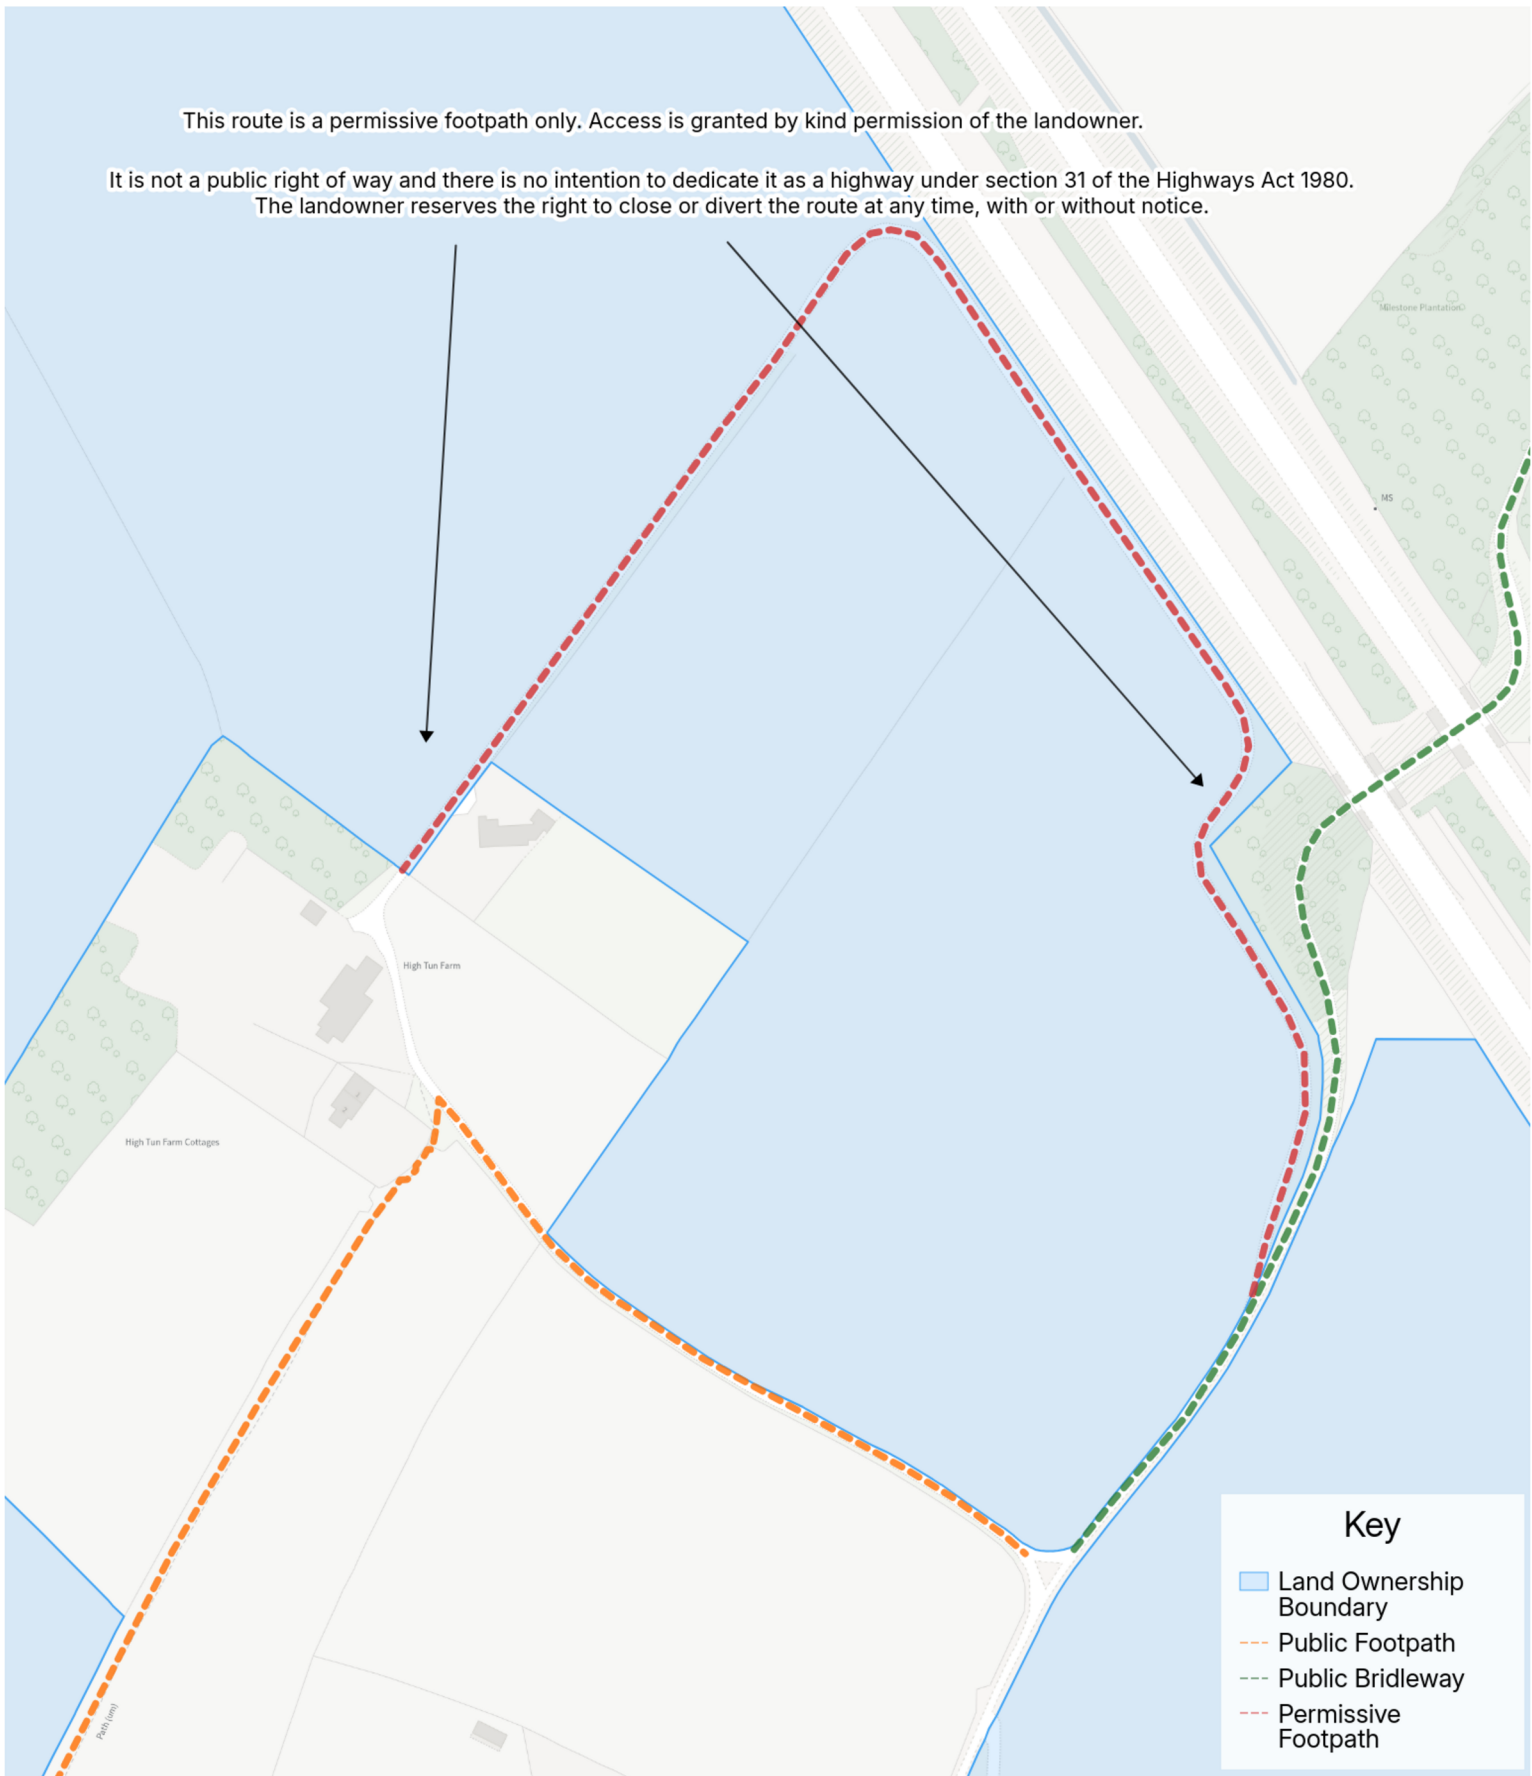 This route is a permissive footpath only. Access is granted by kind permission of the landowner.
It is not a public right of way and there is no intention to dedicate it as a highway under section 31 of the Highways Act 1980.
The landowner reserves the right to close or divert the route at any time, with or without notice.
Milestone Plantation
MS
High Tun Farm
High Tun Farm Cottages
Path (um)
Key
Land Ownership
Boundary
Public Footpath
Public Bridleway
Permissive
Footpath